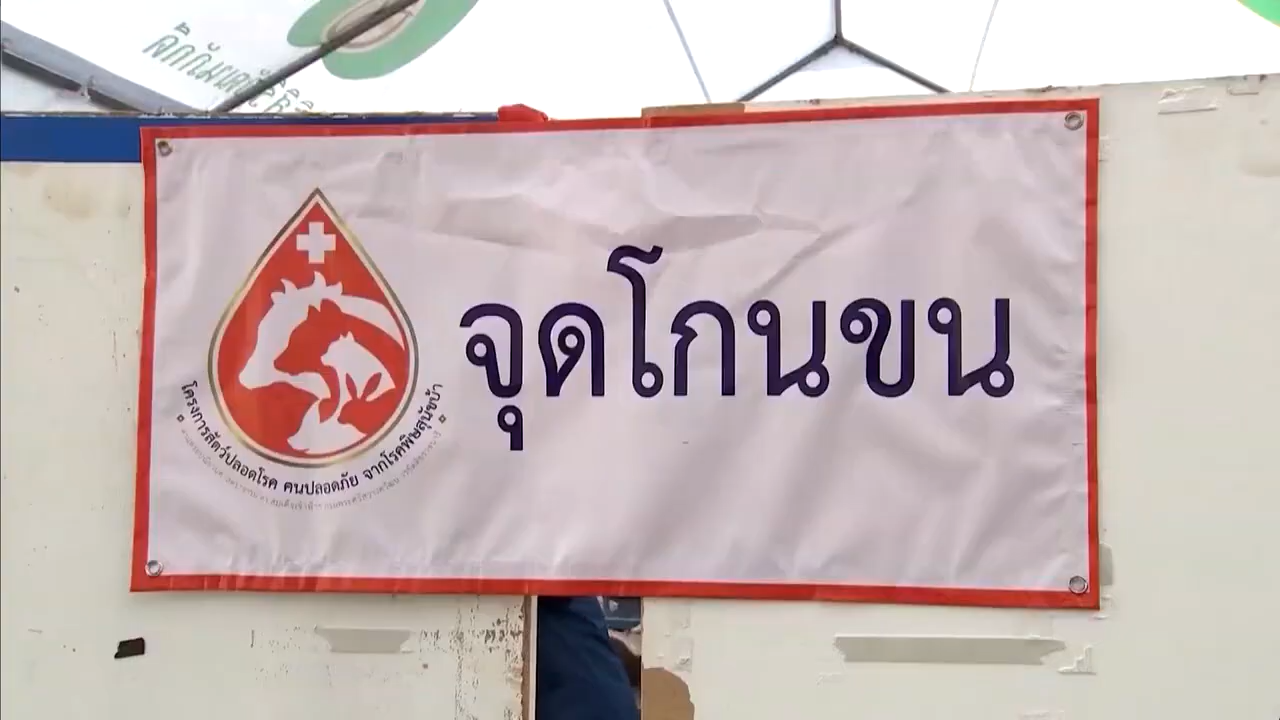 จุดโกนขน
โครงการสัตว์ปลอดโรค คนปลอดภัย จากโรคพิษสุนัขบ้า